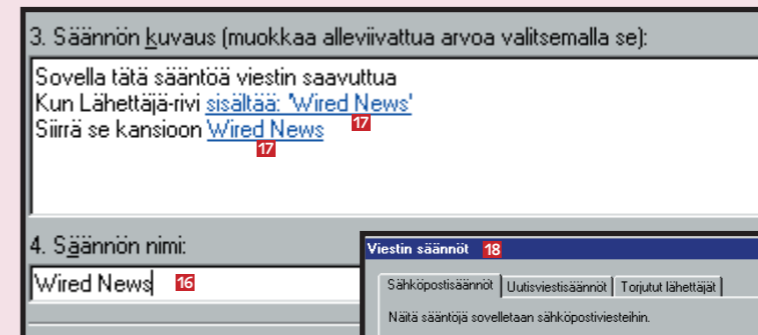 3. Säännön kuvaus (muokkaa alleviivattua arvoa valitsemalla se):
Sovella tätä sääntöä viestin saavuttua
Kun Lähettäjä-rivi sisältää: 'Wired News'
17
Siirrä se kansioon Wired News
17
4. Säännön nimi:
Wired News 16
Viestin säännöt 18
Sähköpostisäännöt Uutisviestisäännöt Torjutut lähettäjät
Näitä sääntöjä sovelletaan sähköpostiviesteihin.